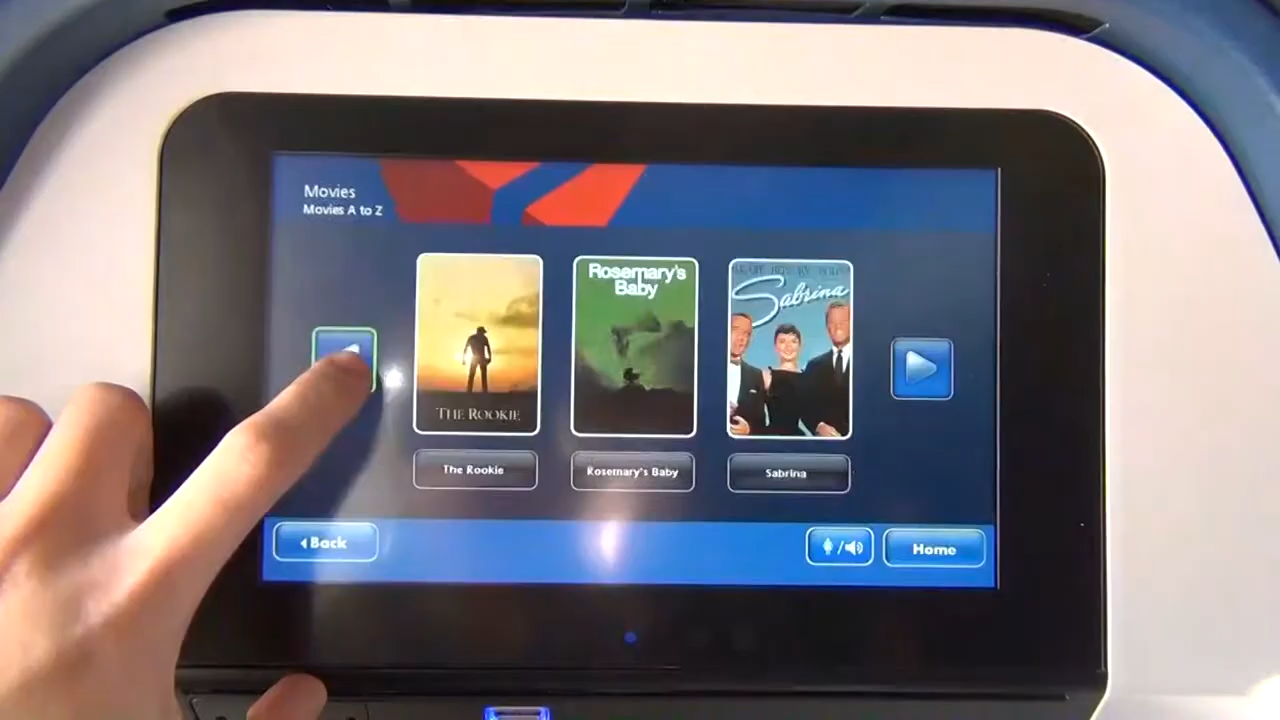 Movies
Movies A to Z
THE ROOKIE
Rosemary's
Baby
Sabrina
The Rookie
Rosemary's Baby
Sabrina
Back
/
Home